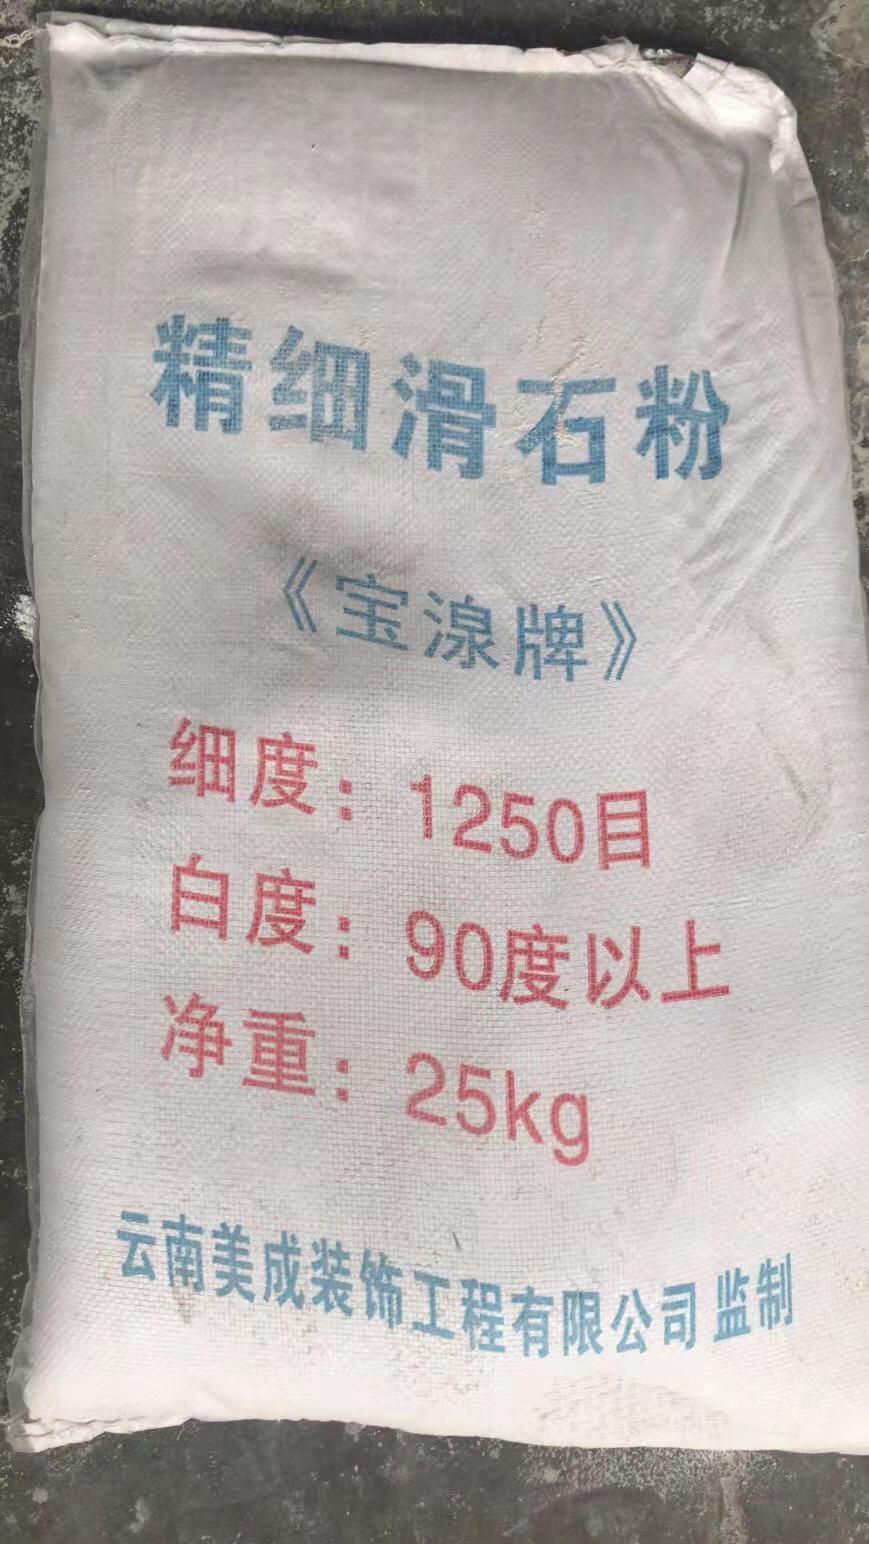 精细滑石粉
《宝湶牌》
细度：1250目
白度：90度以上
净重：25kg
云南美成装饰工程有限公司 监制